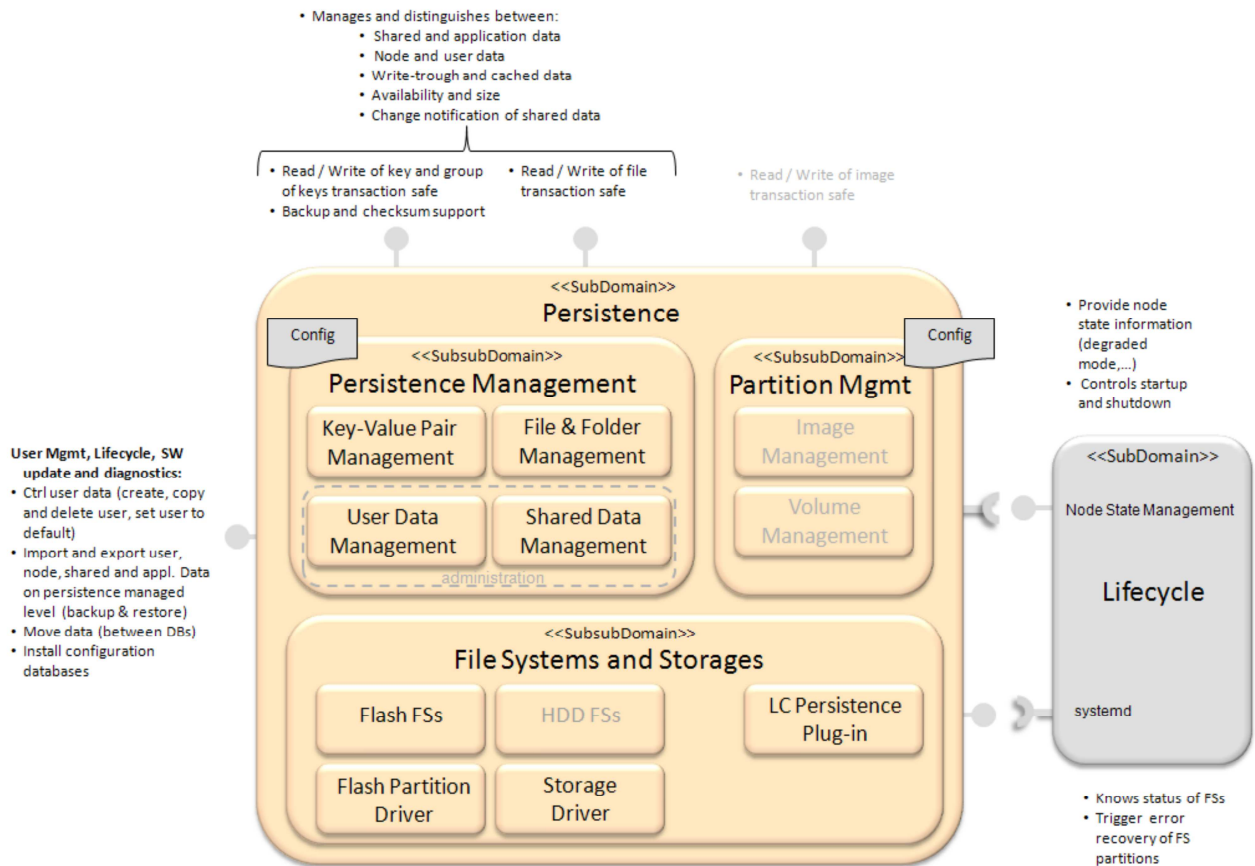 • Manages and distinguishes between:
• Shared and application data
• Node and user data
• Write-trough and cached data
• Availability and size
• Change notification of shared data
• Read / Write of key and group
of keys transaction safe
• Backup and checksum support
• Read / Write of file
transaction safe
• Read / Write of image
transaction safe
<<SubDomain>>
Persistence
Config
Config
<<SubsubDomain>>
Persistence Management
Key-Value Pair
Management
File & Folder
Management
User Data
Management
Shared Data
Management
administration
<<SubsubDomain>>
Partition Mgmt
Image
Management
Volume
Management
<<SubsubDomain>>
File Systems and Storages
Flash FSs
HDD FSs
LC Persistence
Plug-in
Flash Partition
Driver
Storage
Driver
User Mgmt, Lifecycle, SW
update and diagnostics:
• Ctrl user data (create, copy
and delete user, set user to
default)
• Import and export user,
node, shared and appl. Data
on persistence managed
level (backup & restore)
• Move data (between DBs)
• Install configuration
databases
• Provide node
state information
(degraded
mode,...)
• Controls startup
and shutdown
<<SubDomain>>
Node State Management
Lifecycle
systemd
• Knows status of FSs
• Trigger error
recovery of FS
partitions